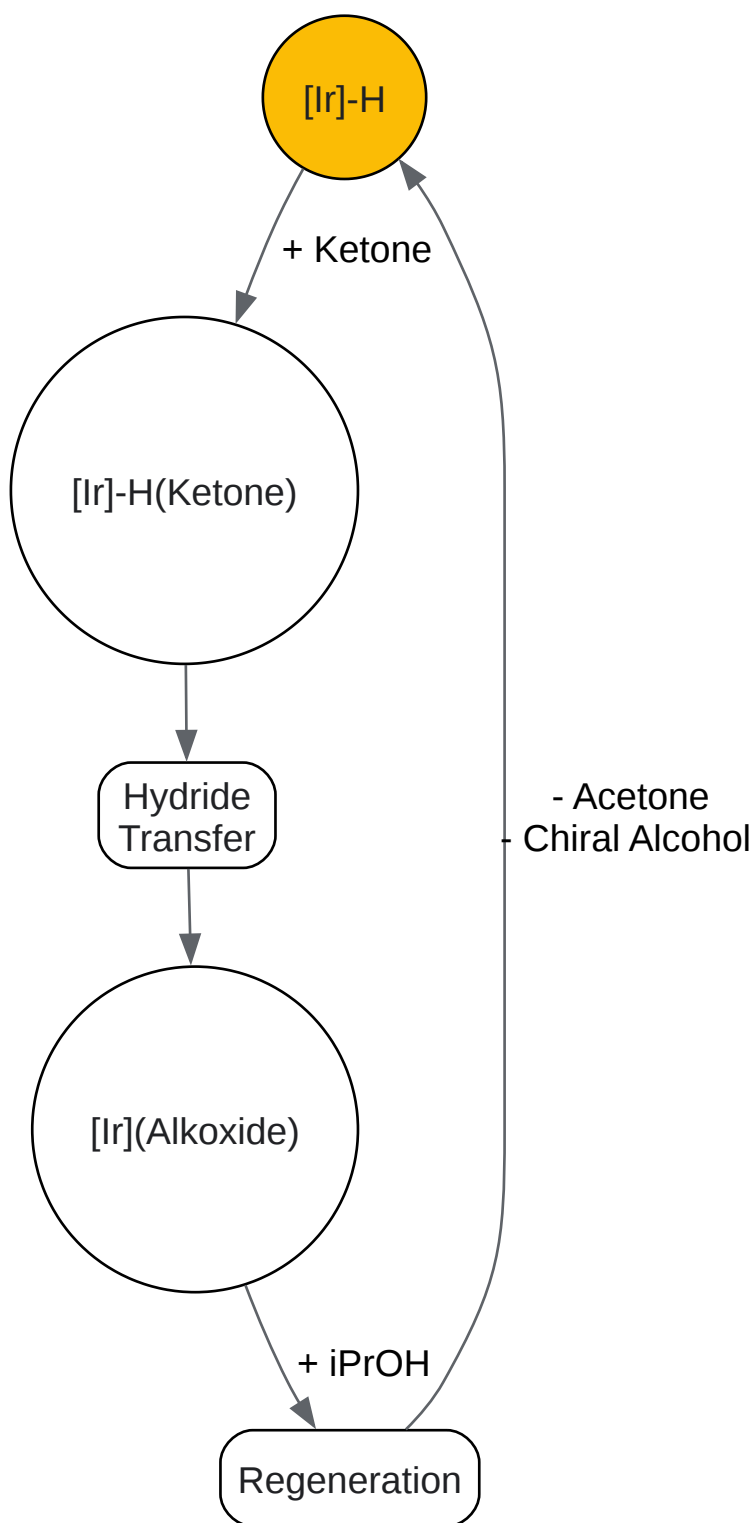 [Ir]-H
+ Ketone
[Ir]-H(Ketone)
Hydride
Transfer
- Acetone
- Chiral Alcohol
[Ir](Alkoxide)
+ iPrOH
Regeneration